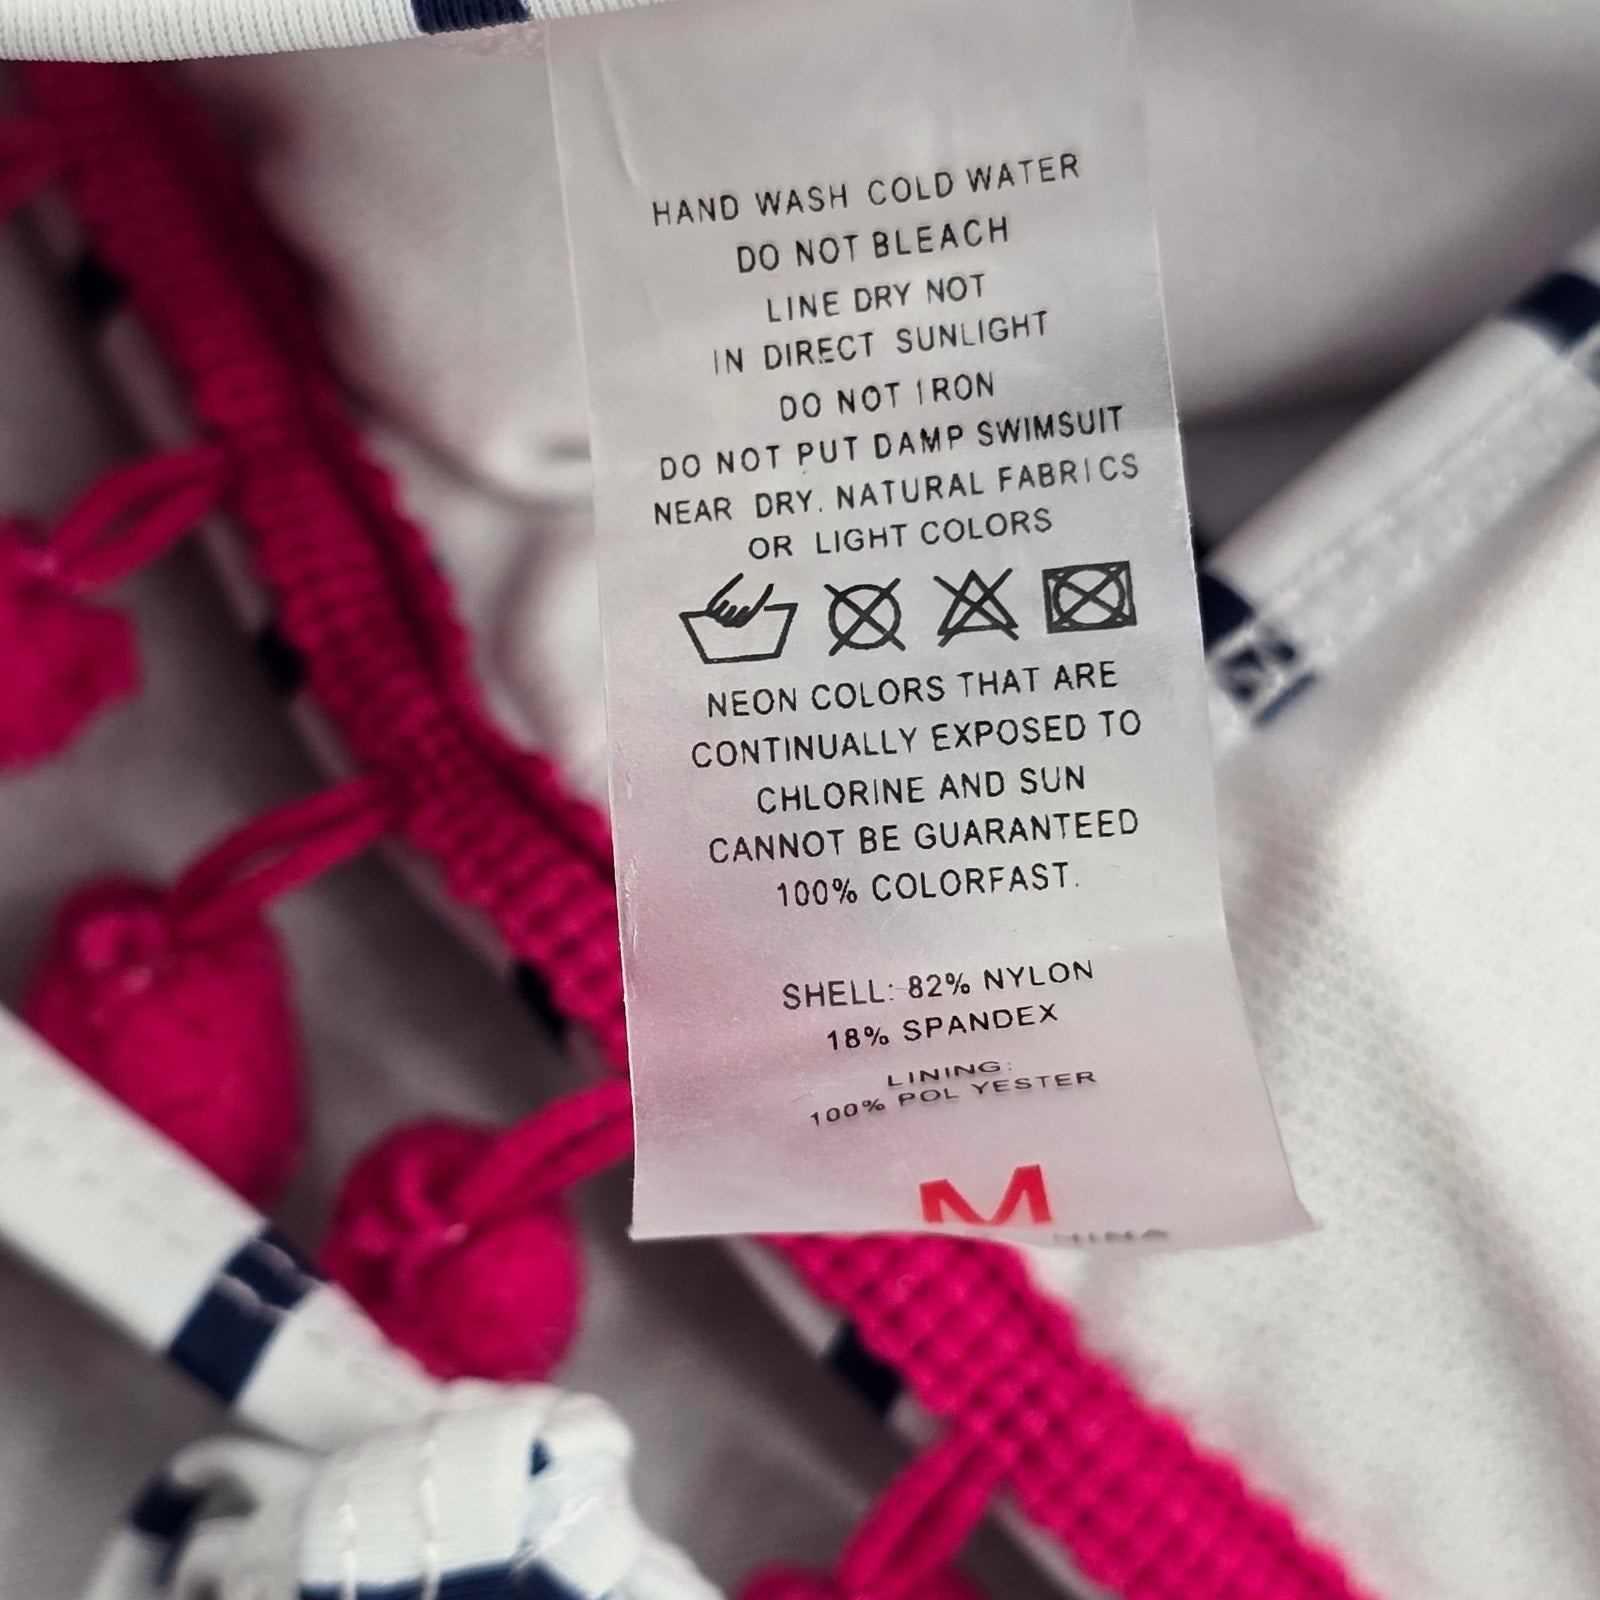 HAND WASH COLD WATER
DO NOT BLEACH
LINE DRY NOT
IN DIRECT SUNLIGHT
DO NOT IRON
DO NOT PUT DAMP SWIMSUIT
NEAR DRY. NATURAL FABRICS
OR LIGHT COLORS
NEON COLORS THAT ARE
CONTINUALLY EXPOSED TO
CHLORINE AND SUN
CANNOT BE GUARANTEED
100% COLORFAST.
SHELL: 82% NYLON
18% SPANDEX
LINING:
100% POLYESTER
M